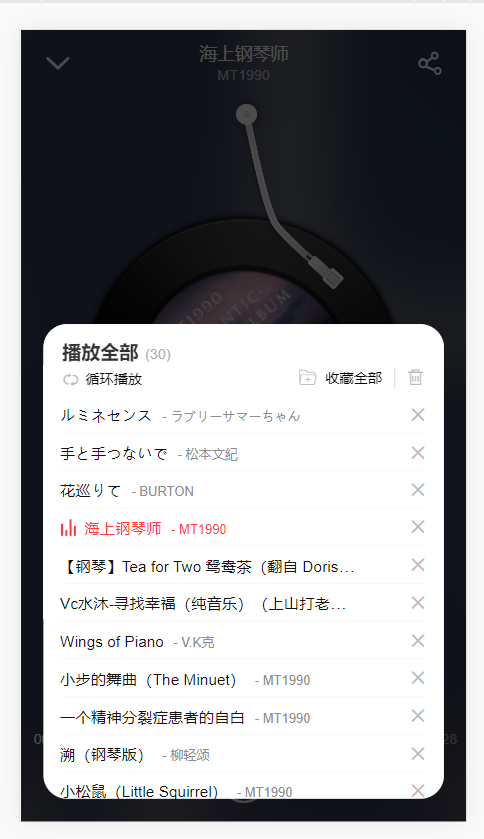 海上钢琴师
MT1990
MT1990
ANTIC
ALBUM
播放全部 (30)
循环播放 收藏全部
ルミネセンス - ラブリーサマーちゃん
手と手つないで - 松本文紀
花巡りて - BURTON
海上钢琴师 - MT1990
【钢琴】Tea for Two 鸳鸯茶（翻自 Doris…
Vc水沐-寻找幸福（纯音乐）（上山打老…
Wings of Piano - V.K克
小步的舞曲（The Minuet） - MT1990
一个精神分裂症患者的自白 - MT1990
溯（钢琴版） - 柳轻颂
小松鼠（Little Squirrel） - MT1990
28